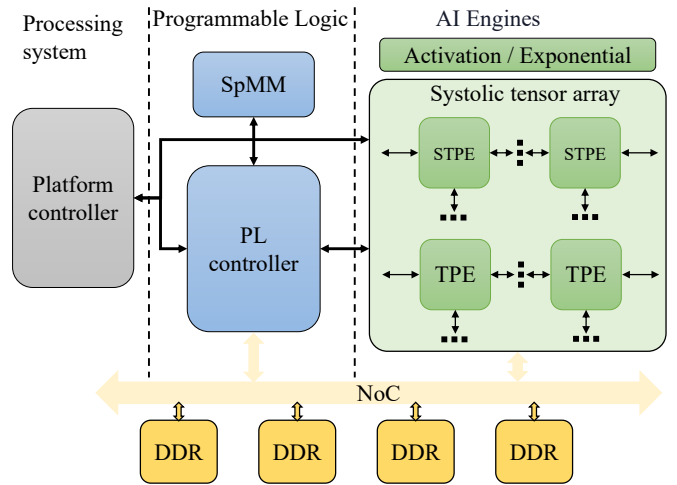 Processing
system
Programmable Logic
AI Engines
Activation / Exponential
SpMM
Systolic tensor array
STPE
STPE
Platform
controller
PL
controller
TPE
TPE
NoC
DDR
DDR
DDR
DDR